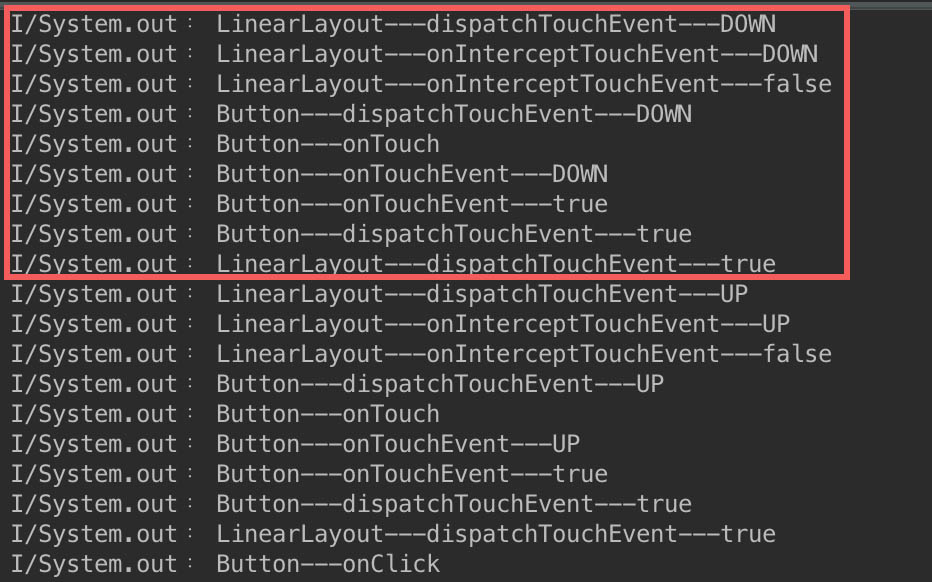 I/System.out: LinearLayout---dispatchTouchEvent---DOWN
I/System.out: LinearLayout---onInterceptTouchEvent---DOWN
I/System.out: LinearLayout---onInterceptTouchEvent---false
I/System.out: Button---dispatchTouchEvent---DOWN
I/System.out: Button---onTouch
I/System.out: Button---onTouchEvent---DOWN
I/System.out: Button---onTouchEvent---true
I/System.out: Button---dispatchTouchEvent---true
I/System.out: LinearLayout---dispatchTouchEvent---true
I/System.out: LinearLayout---dispatchTouchEvent---UP
I/System.out: LinearLayout---onInterceptTouchEvent---UP
I/System.out: LinearLayout---onInterceptTouchEvent---false
I/System.out: Button---dispatchTouchEvent---UP
I/System.out: Button---onTouch
I/System.out: Button---onTouchEvent---UP
I/System.out: Button---onTouchEvent---true
I/System.out: Button---dispatchTouchEvent---true
I/System.out: LinearLayout---dispatchTouchEvent---true
I/System.out: Button---onClick